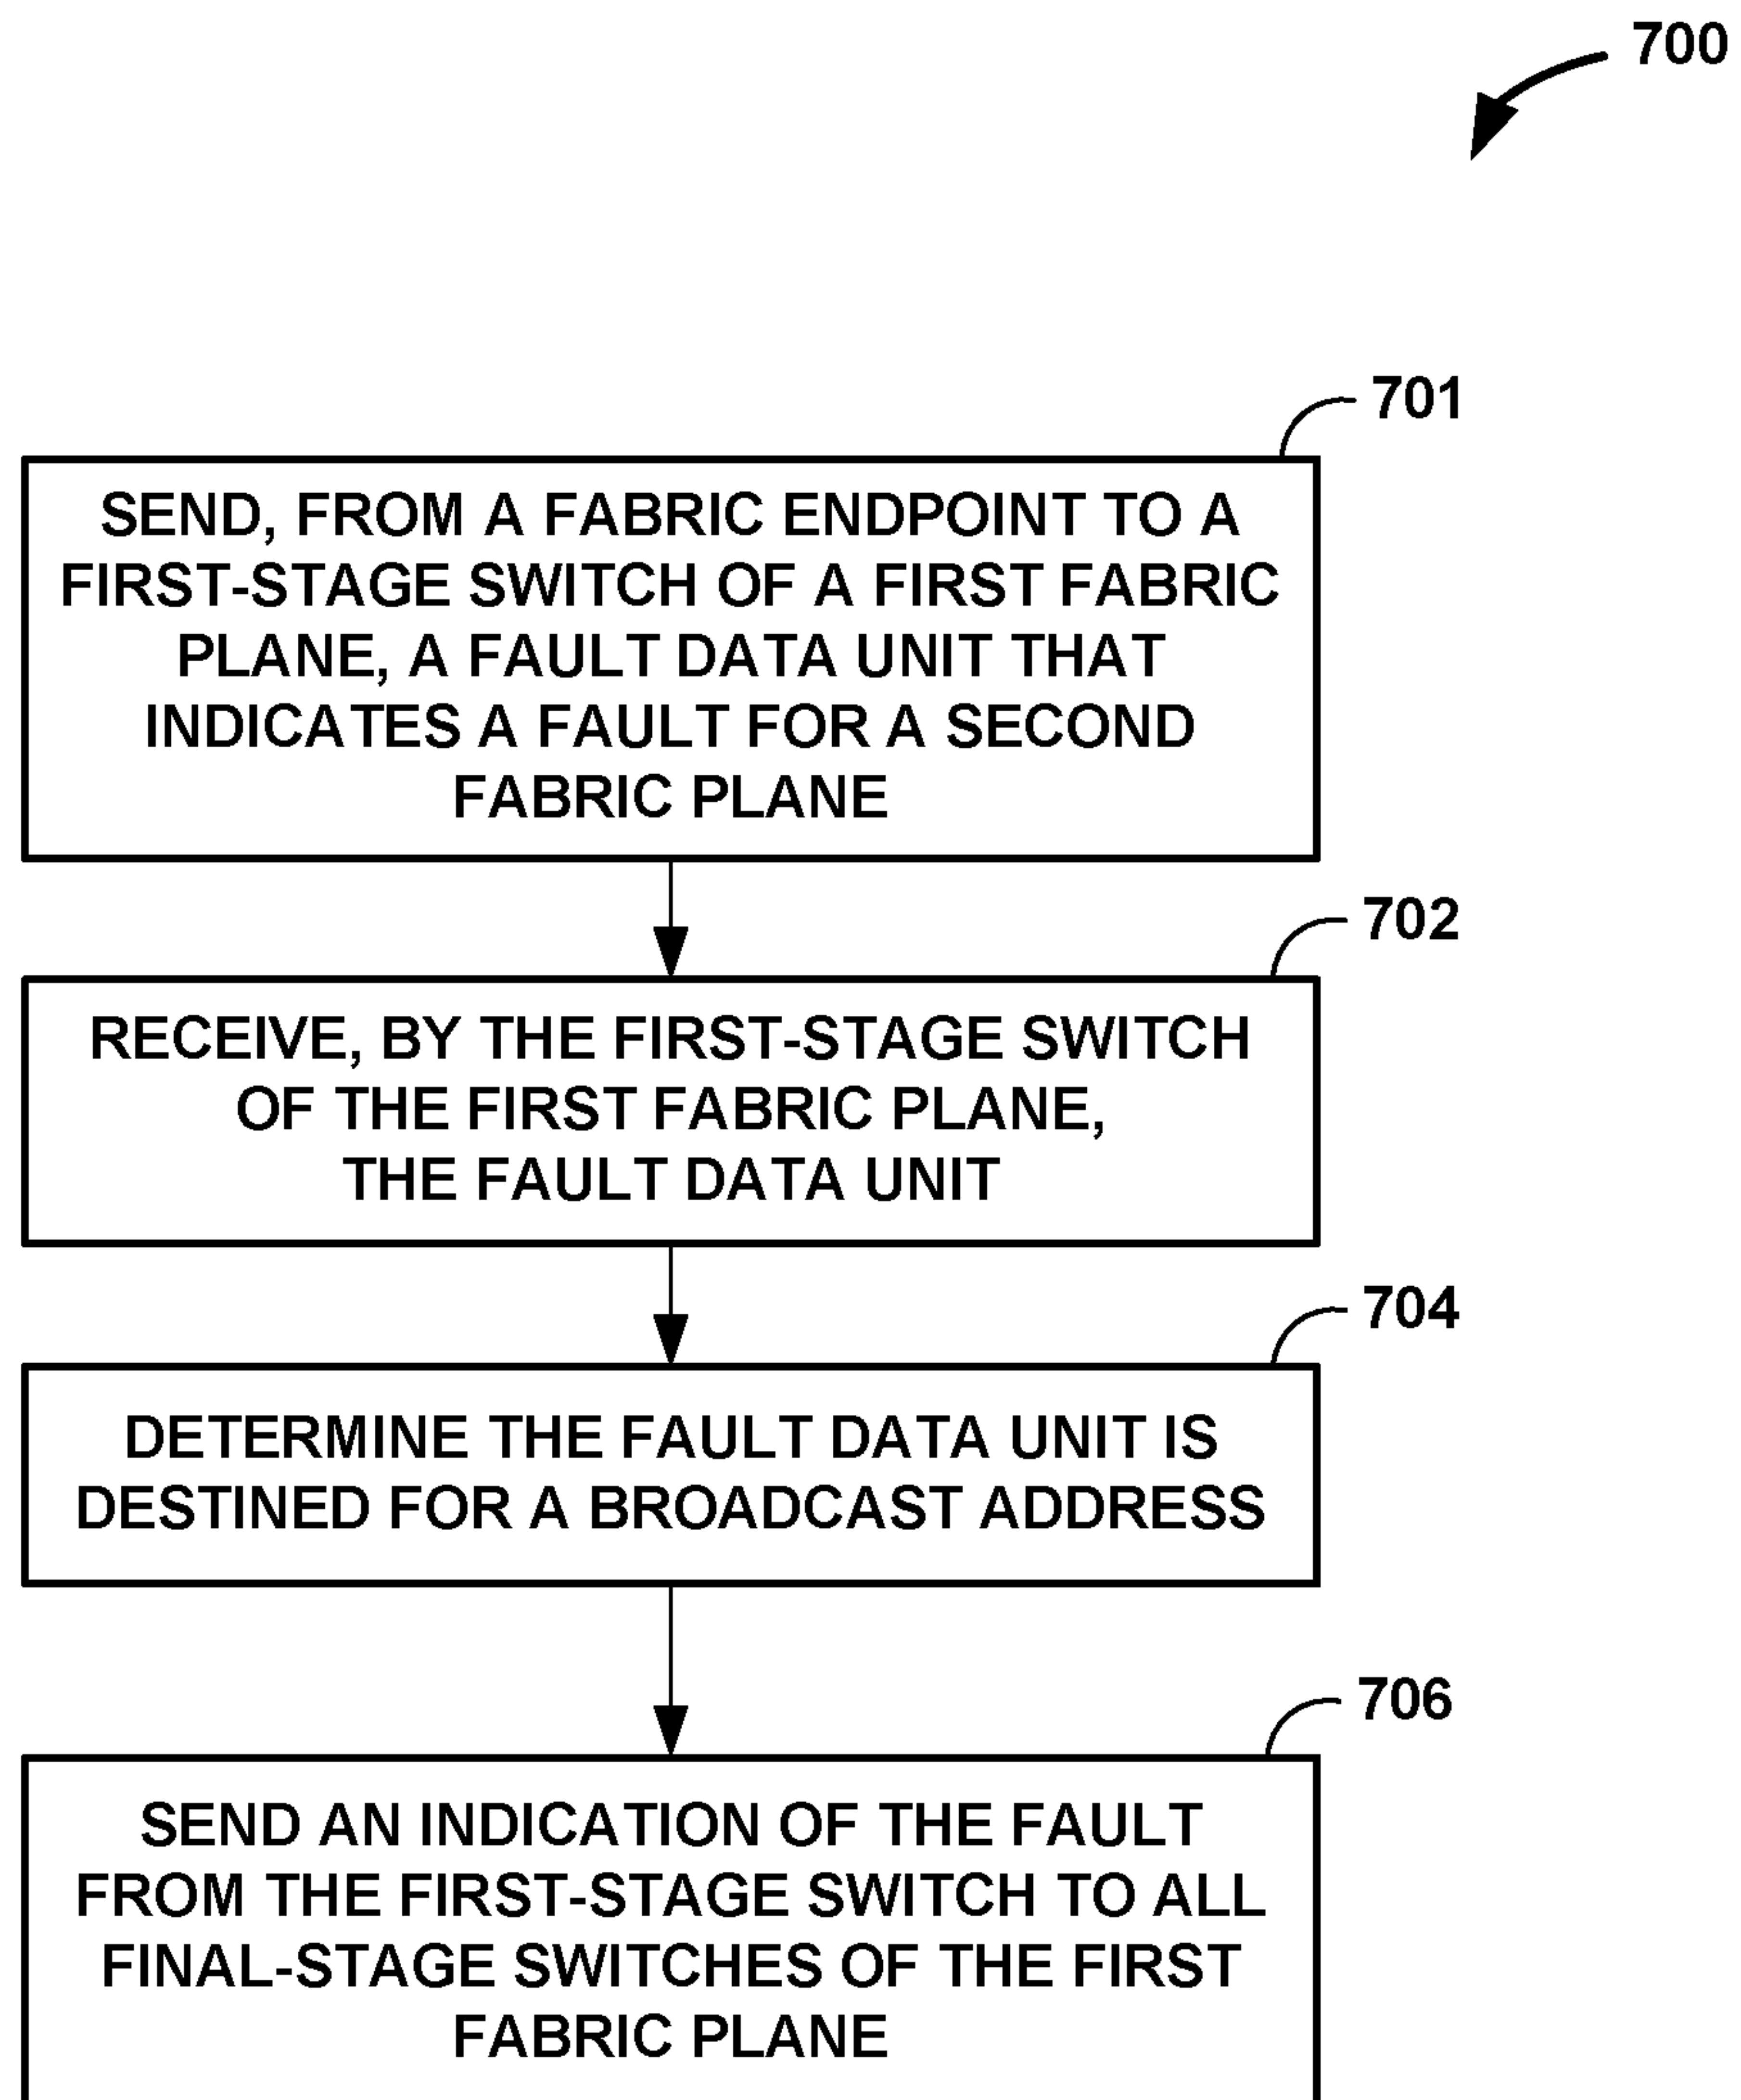 700
701
SEND, FROM A FABRIC ENDPOINT TO A
FIRST-STAGE SWITCH OF A FIRST FABRIC
PLANE, A FAULT DATA UNIT THAT
INDICATES A FAULT FOR A SECOND
FABRIC PLANE
702
RECEIVE, BY THE FIRST-STAGE SWITCH
OF THE FIRST FABRIC PLANE,
THE FAULT DATA UNIT
704
DETERMINE THE FAULT DATA UNIT IS
DESTINED FOR A BROADCAST ADDRESS
706
SEND AN INDICATION OF THE FAULT
FROM THE FIRST-STAGE SWITCH TO ALL
FINAL-STAGE SWITCHES OF THE FIRST
FABRIC PLANE